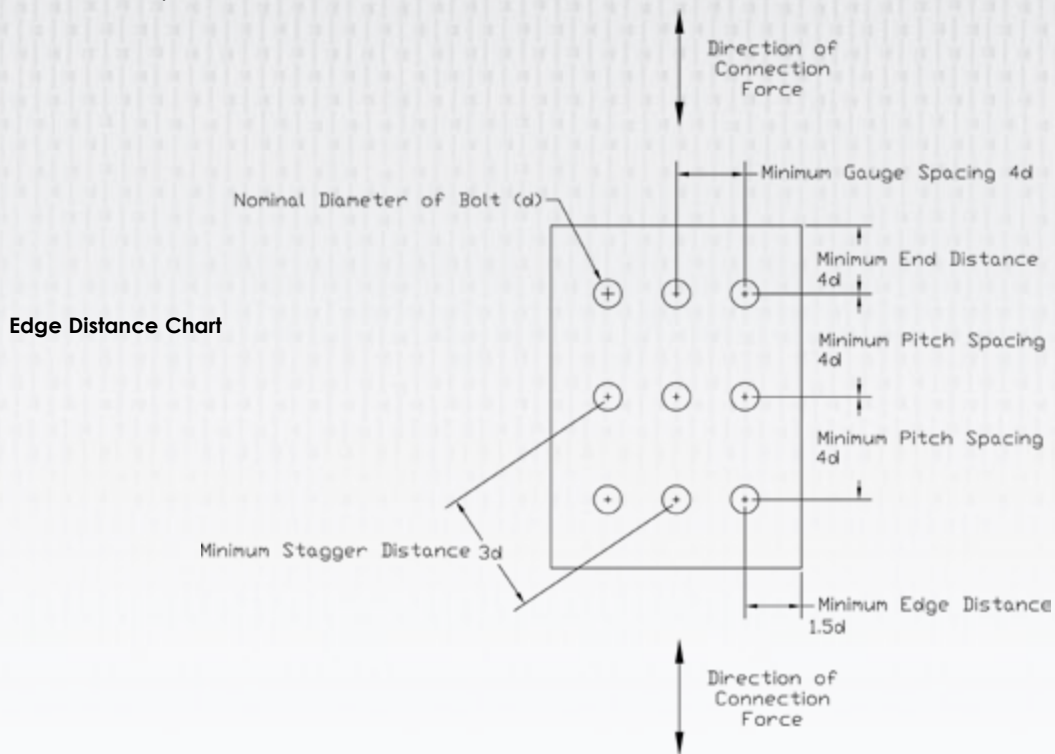 Direction of
Connection
Force
Minimum Gauge Spacing 4d
Nominal Diameter of Bolt (d)
Minimum End Distance
4d
Edge Distance Chart
Minimum Pitch Spacing
4d
Minimum Pitch Spacing
4d
Minimum Stagger Distance 3d
Minimum Edge Distance
1.5d
Direction of
Connection
Force